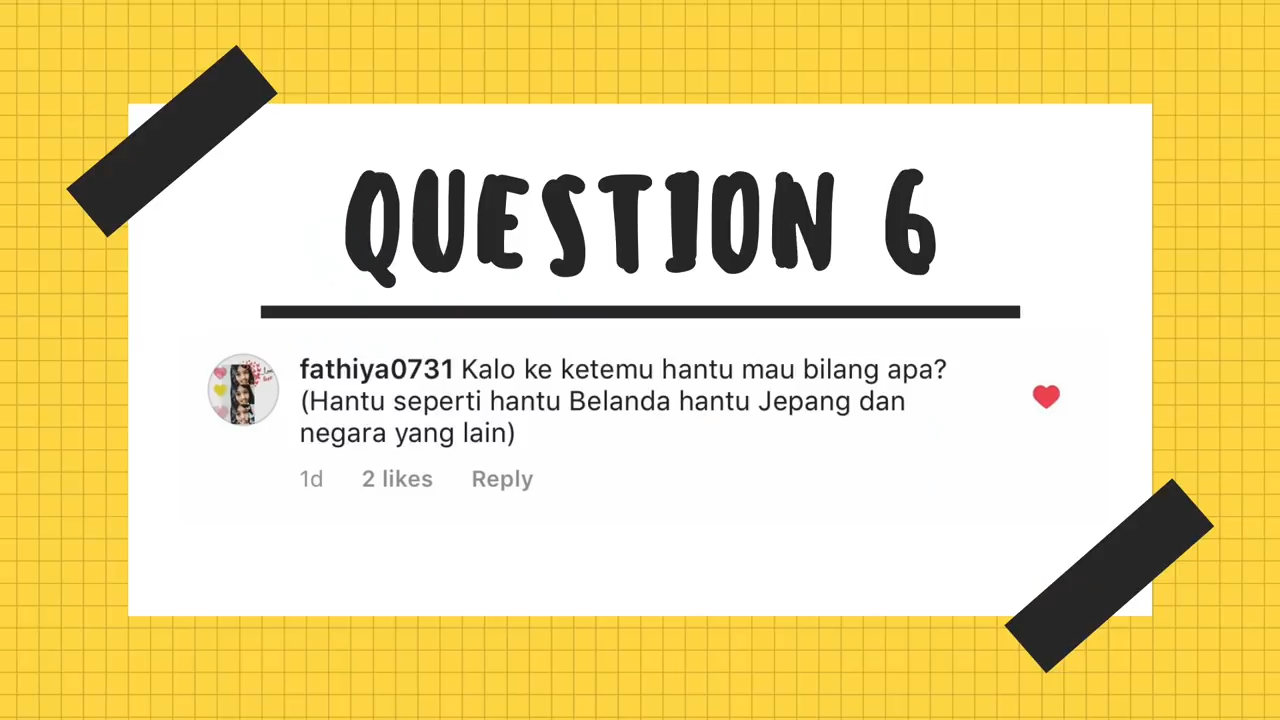 QUESTION 6
fathiya0731 Kalo ke ketemu hantu mau bilang apa?
(Hantu seperti hantu Belanda hantu Jepang dan
negara yang lain)
1d 2 likes Reply